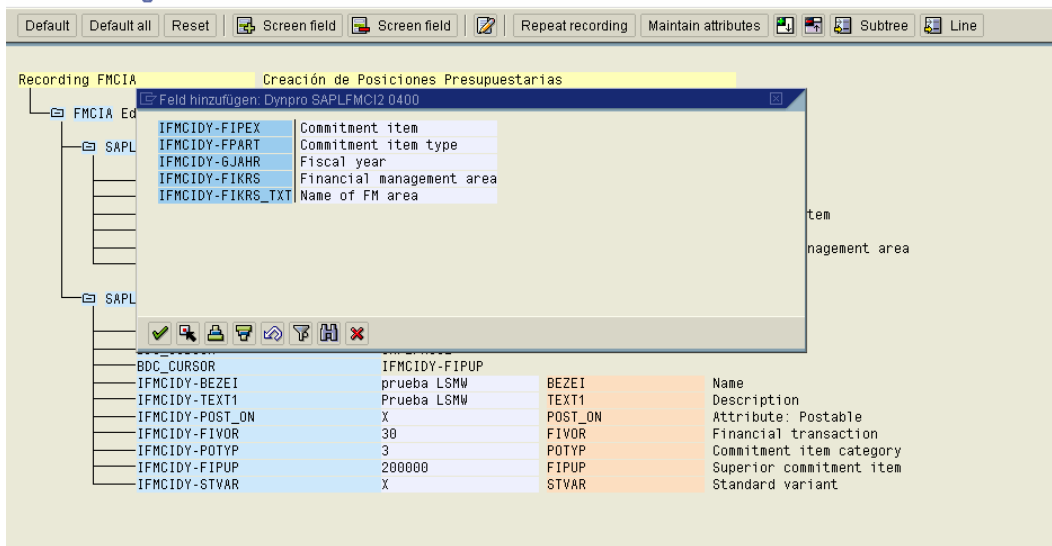 Default Default all Reset Screen field Screen field Repeat recording Maintain attributes Subtree Line
Recording FMCIA Creación de Posiciones Presupuestarias
Feld hinzufügen: Dynpro SAPLFMCI2 0400
FMCIA Ed
IFMCIDY-FIPEX Commitment item
IFMCIDY-FPART Commitment item type
SAPL
IFMCIDY-GJAHR Fiscal year
IFMCIDY-FIKRS Financial management area
IFMCIDY-FIKRS_TXT Name of FM area
tem
nagement area
SAPL
BDC_CURSOR IFMCIDY-FIPUP
IFMCIDY-BEZEI prueba LSMW BEZEI Name
IFMCIDY-TEXT1 Prueba LSMW TEXT1 Description
IFMCIDY-POST_ON X POST_ON Attribute: Postable
IFMCIDY-FIVOR 30 FIVOR Financial transaction
IFMCIDY-POTYP 3 POTYP Commitment item category
IFMCIDY-FIPUP 200000 FIPUP Superior commitment item
IFMCIDY-STVAR X STVAR Standard variant